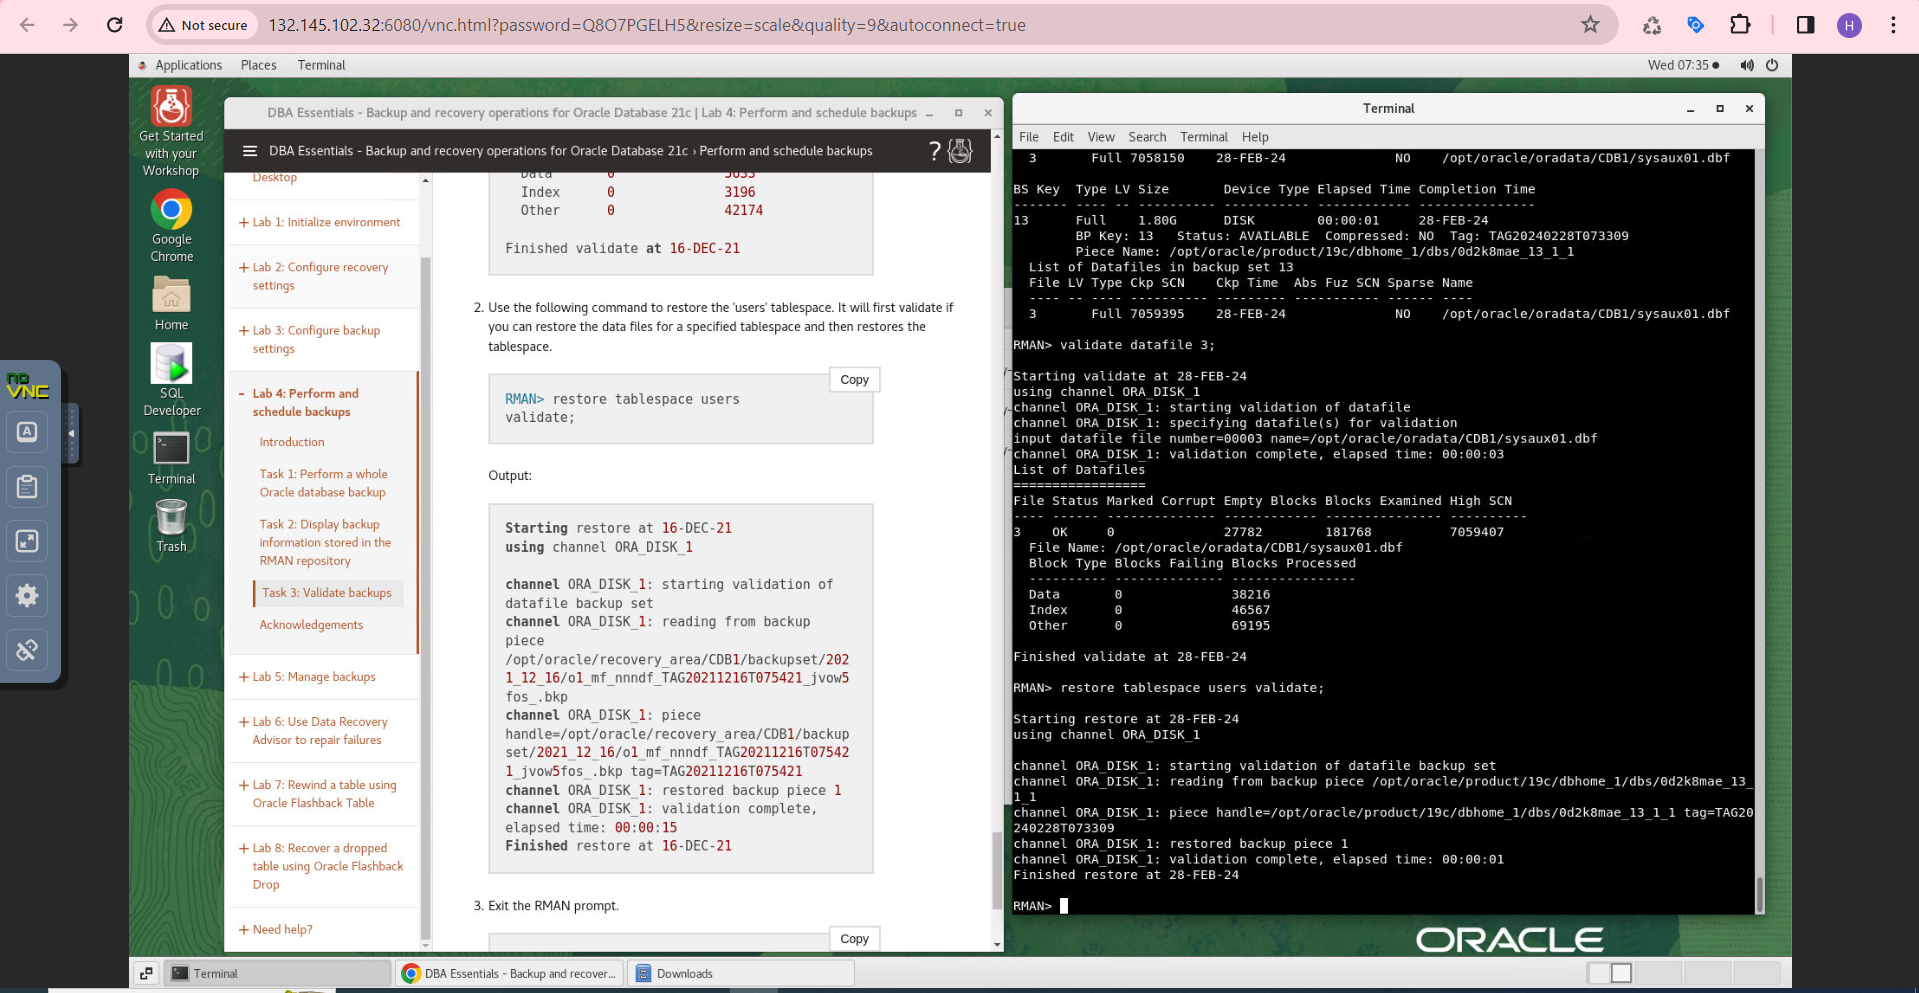 Not secure
132.145.102.32:6080/vnc.html?password=Q8O7PGELH5&resize=scale&quality=9&autoconnect=true
H
Applications Places Terminal
Wed 07:35
Get Started
with your
Workshop
Google
Chrome
Home
SQL
Developer
Terminal
Trash
no
VNC
A
DBA Essentials - Backup and recovery operations for Oracle Database 21c | Lab 4: Perform and schedule backups
DBA Essentials - Backup and recovery operations for Oracle Database 21c › Perform and schedule backups
?
Desktop
+ Lab 1: Initialize environment
+ Lab 2: Configure recovery
settings
+ Lab 3: Configure backup
settings
- Lab 4: Perform and
schedule backups
Introduction
Task 1: Perform a whole
Oracle database backup
Task 2: Display backup
information stored in the
RMAN repository
Task 3: Validate backups
Acknowledgements
+ Lab 5: Manage backups
+ Lab 6: Use Data Recovery
Advisor to repair failures
+ Lab 7: Rewind a table using
Oracle Flashback Table
+ Lab 8: Recover a dropped
table using Oracle Flashback
Drop
+ Need help?
Data 0 5633
Index 0 3196
Other 0 42174
Finished validate at 16-DEC-21
2. Use the following command to restore the 'users' tablespace. It will first validate if
you can restore the data files for a specified tablespace and then restores the
tablespace.
Copy
RMAN> restore tablespace users
validate;
Output:
Starting restore at 16-DEC-21
using channel ORA_DISK_1
channel ORA_DISK_1: starting validation of
datafile backup set
channel ORA_DISK_1: reading from backup
piece
/opt/oracle/recovery_area/CDB1/backupset/202
1_12_16/o1_mf_nnndf_TAG20211216T075421_jvow5
fos_.bkp
channel ORA_DISK_1: piece
handle=/opt/oracle/recovery_area/CDB1/backup
set/2021_12_16/o1_mf_nnndf_TAG20211216T07542
1_jvow5fos_.bkp tag=TAG20211216T075421
channel ORA_DISK_1: restored backup piece 1
channel ORA_DISK_1: validation complete,
elapsed time: 00:00:15
Finished restore at 16-DEC-21
3. Exit the RMAN prompt.
Copy
Terminal
File Edit View Search Terminal Help
3 Full 7058150 28-FEB-24 NO /opt/oracle/oradata/CDB1/sysaux01.dbf
BS Key Type LV Size Device Type Elapsed Time Completion Time
------- ---- -- ---------- ----------- ------------ ---------------
13 Full 1.80G DISK 00:00:01 28-FEB-24
BP Key: 13 Status: AVAILABLE Compressed: NO Tag: TAG20240228T073309
Piece Name: /opt/oracle/product/19c/dbhome_1/dbs/0d2k8mae_13_1_1
List of Datafiles in backup set 13
File LV Type Ckp SCN Ckp Time Abs Fuz SCN Sparse Name
---- -- ---- ---------- --------- ----------- ------ ----
3 Full 7059395 28-FEB-24 NO /opt/oracle/oradata/CDB1/sysaux01.dbf
RMAN> validate datafile 3;
Starting validate at 28-FEB-24
using channel ORA_DISK_1
channel ORA_DISK_1: starting validation of datafile
channel ORA_DISK_1: specifying datafile(s) for validation
input datafile file number=00003 name=/opt/oracle/oradata/CDB1/sysaux01.dbf
channel ORA_DISK_1: validation complete, elapsed time: 00:00:03
List of Datafiles
=================
File Status Marked Corrupt Empty Blocks Blocks Examined High SCN
---- ------ -------------- ------------ --------------- ----------
3 OK 0 27782 181768 7059407
File Name: /opt/oracle/oradata/CDB1/sysaux01.dbf
Block Type Blocks Failing Blocks Processed
---------- -------------- ----------------
Data 0 38216
Index 0 46567
Other 0 69195
Finished validate at 28-FEB-24
RMAN> restore tablespace users validate;
Starting restore at 28-FEB-24
using channel ORA_DISK_1
channel ORA_DISK_1: starting validation of datafile backup set
channel ORA_DISK_1: reading from backup piece /opt/oracle/product/19c/dbhome_1/dbs/0d2k8mae_13_
1_1
channel ORA_DISK_1: piece handle=/opt/oracle/product/19c/dbhome_1/dbs/0d2k8mae_13_1_1 tag=TAG20
240228T073309
channel ORA_DISK_1: restored backup piece 1
channel ORA_DISK_1: validation complete, elapsed time: 00:00:01
Finished restore at 28-FEB-24
RMAN>
ORACLE
Terminal
DBA Essentials - Backup and recover...
Downloads